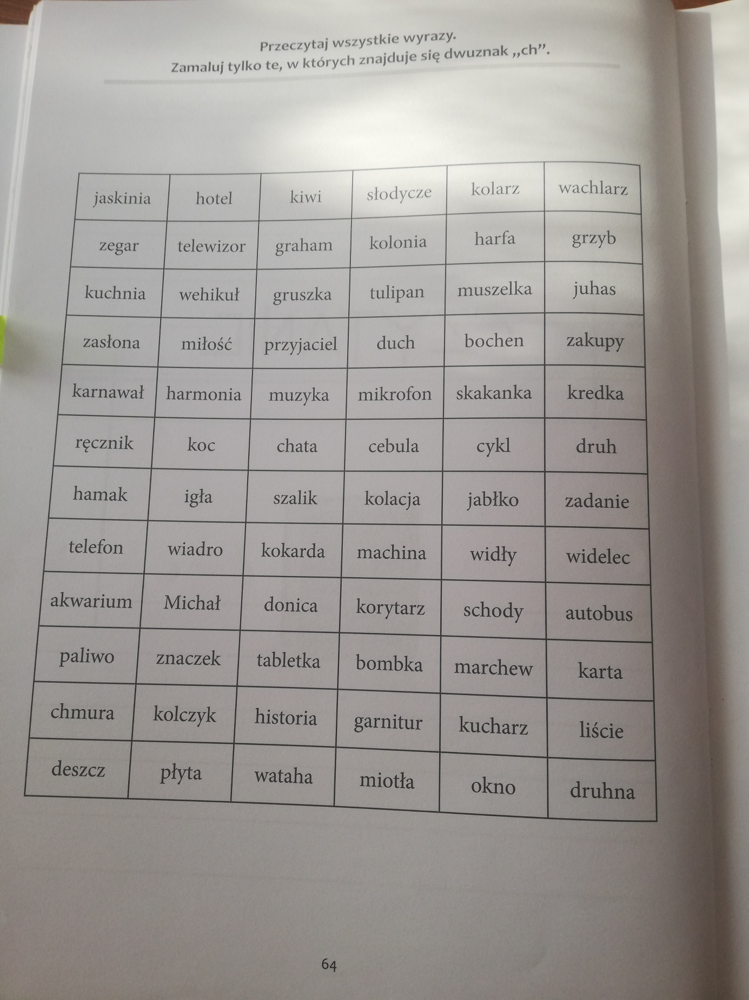 Przeczytaj wszystkie wyrazy.
Zamaluj tylko te, w których znajduje się dwuznak „ch”.
jaskinia hotel kiwi słodycze kolarz wachlarz
zegar telewizor graham kolonia harfa grzyb
kuchnia wehikuł gruszka tulipan muszelka juhas
zasłona miłość przyjaciel duch bochen zakupy
karnawał harmonia muzyka mikrofon skakanka kredka
ręcznik koc chata cebula cykl druh
hamak igła szalik kolacja jabłko zadanie
telefon wiadro kokarda machina widły widelec
akwarium Michał donica korytarz schody autobus
paliwo znaczek tabletka bombka marchew karta
chmura kolczyk historia garnitur kucharz liście
deszcz płyta wataha miotła okno druhna
64